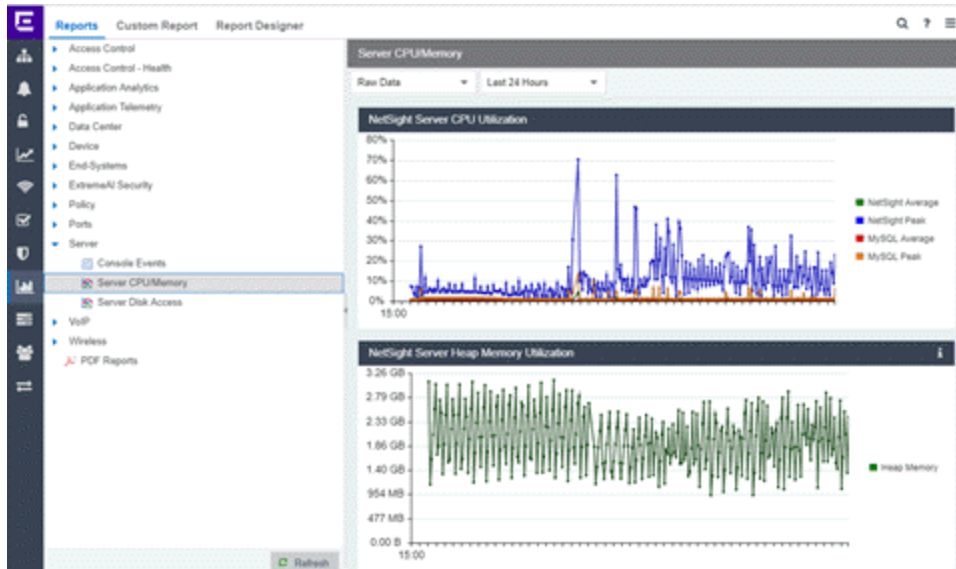 Reports Custom Report Report Designer
Access Control
Access Control - Health
Application Analytics
Application Telemetry
Data Center
Device
End-Systems
ExtremeAI Security
Policy
Ports
Server
Console Events
Server CPU/Memory
Server Disk Access
VoIP
Wireless
PDF Reports
Refresh
Server CPU/Memory
Raw Data Last 24 Hours
NetSight Server CPU Utilization
80%
70%
60%
50%
40%
30%
20%
10%
0%
15:00
NetSight Average
NetSight Peak
MySQL Average
MySQL Peak
NetSight Server Heap Memory Utilization
3.26 GB
2.79 GB
2.33 GB
1.86 GB
1.40 GB
954 MB
477 MB
0.00 B
15:00
Heap Memory